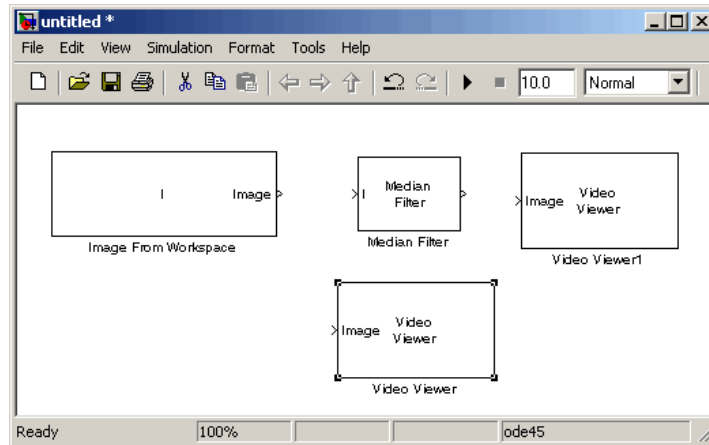 untitled *
File Edit View Simulation Format Tools Help
10.0 Normal
I Image
Image From Workspace
I Median
Filter
Median Filter
Image Video
Viewer
Video Viewer1
Image Video
Viewer
Video Viewer
Ready 100% ode45